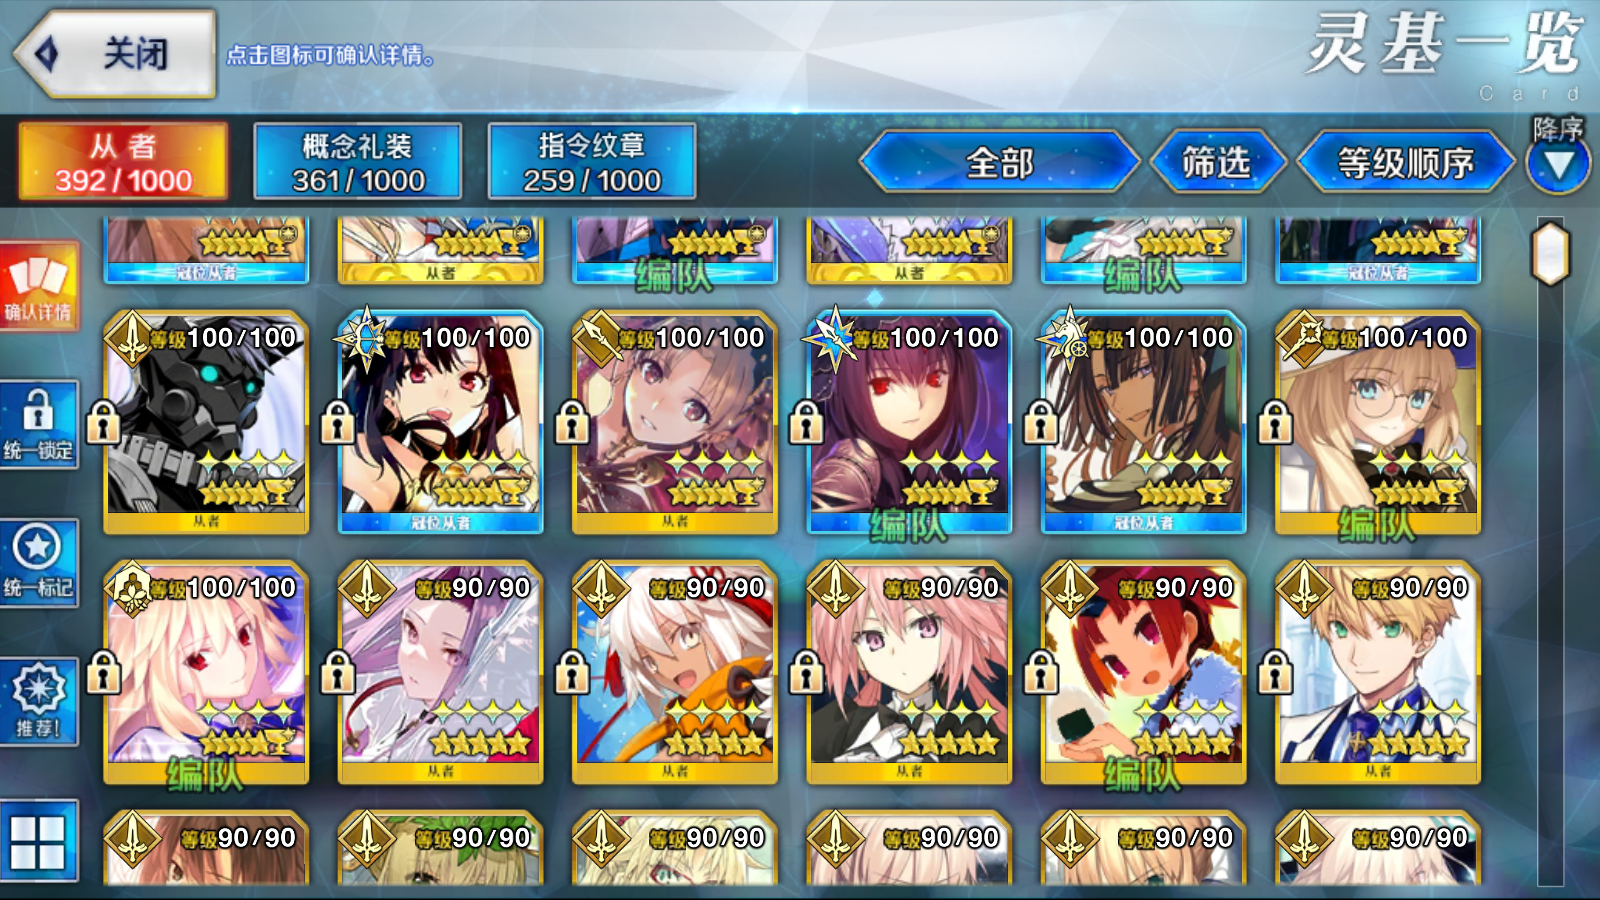 关闭
点击图标可确认详情。
灵基一览
Card
从者
392/1000
概念礼装
361/1000
指令纹章
259/1000
全部
筛选
等级顺序
降序
冠位从者
从者
编队
从者
编队
冠位从者
确认详情
等级100/100
等级100/100
等级100/100
等级100/100
等级100/100
等级100/100
统一锁定
从者
冠位从者
从者
编队
冠位从者
编队
统一标记
等级100/100
等级90/90
等级90/90
等级90/90
等级90/90
等级90/90
推荐!
编队
从者
从者
从者
编队
从者
等级90/90
等级90/90
等级90/90
等级90/90
等级90/90
等级90/90